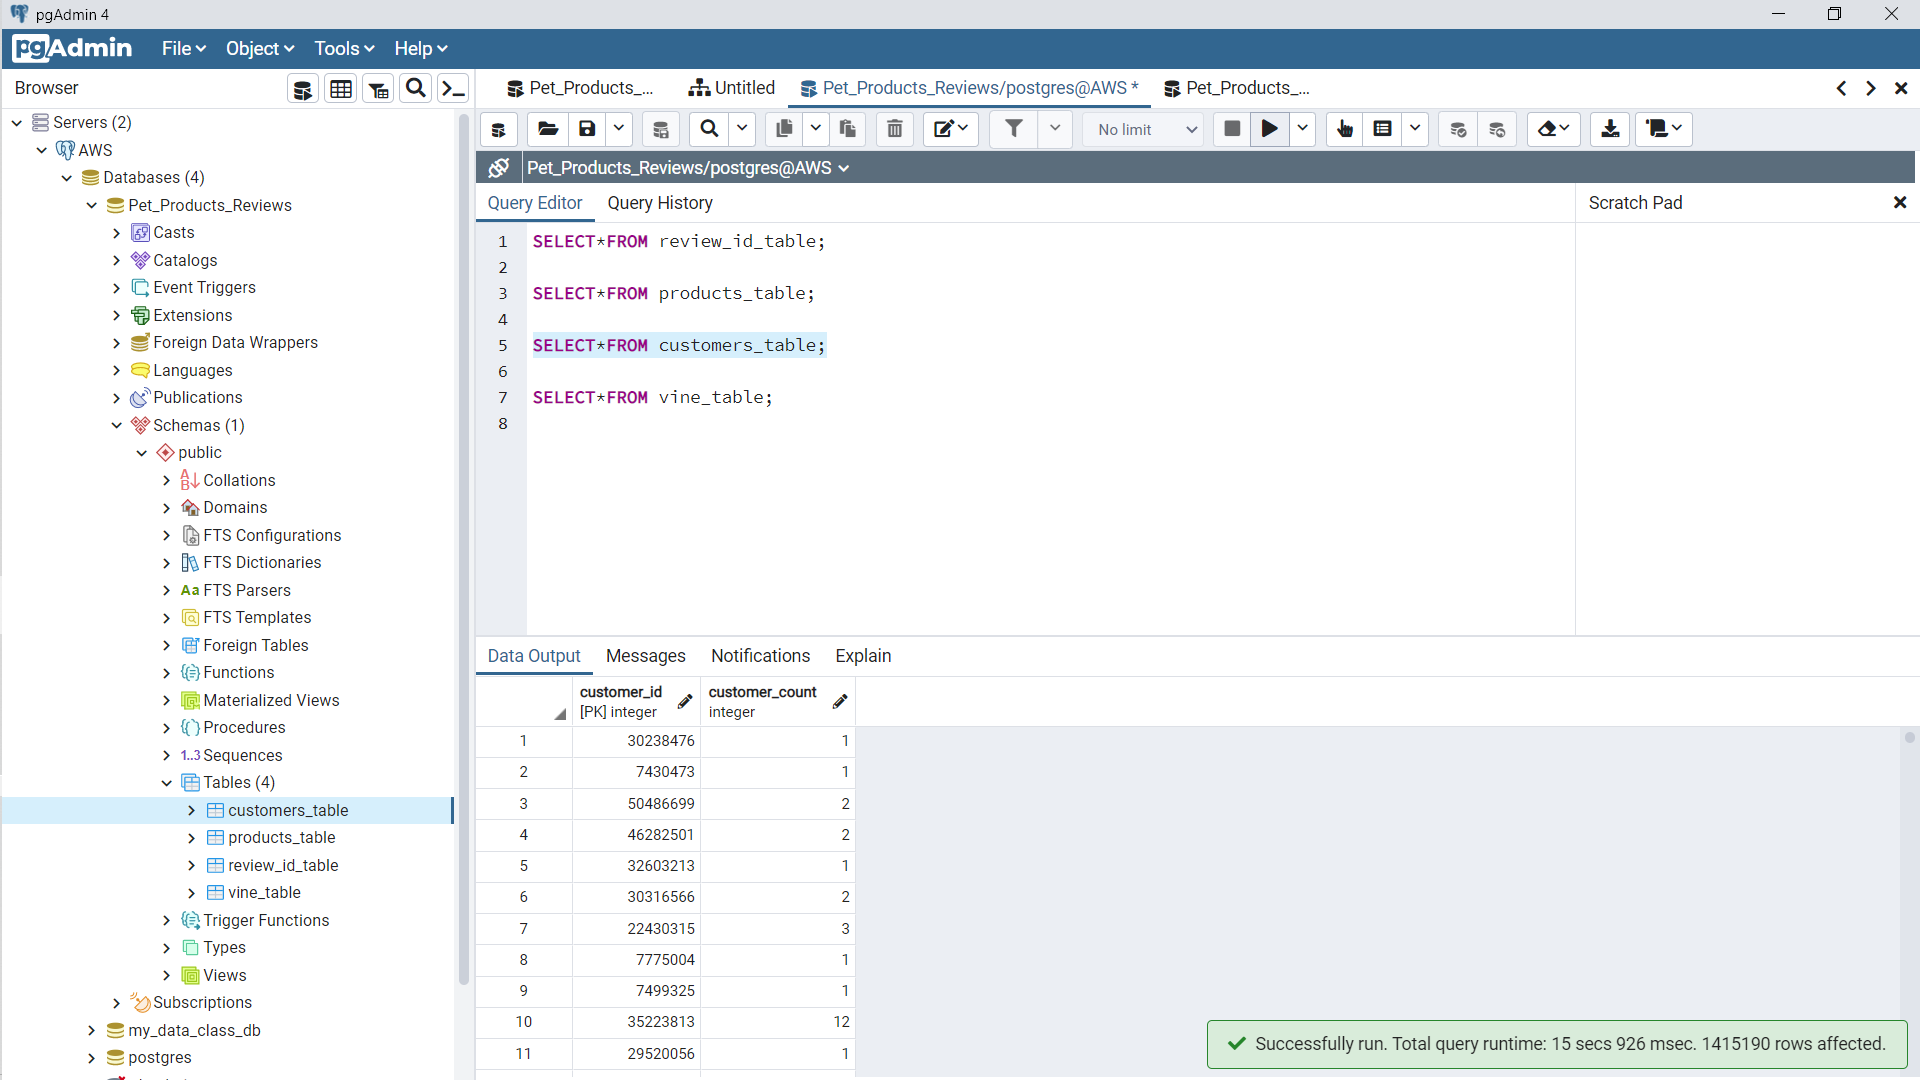 pgAdmin 4
pgAdmin File Object Tools Help
Browser
Pet_Products_... Untitled Pet_Products_Reviews/postgres@AWS * Pet_Products_...
No limit
Pet_Products_Reviews/postgres@AWS
Servers (2)
AWS
Databases (4)
Pet_Products_Reviews
Casts
Catalogs
Event Triggers
Extensions
Foreign Data Wrappers
Languages
Publications
Schemas (1)
public
Collations
Domains
FTS Configurations
FTS Dictionaries
Aa FTS Parsers
FTS Templates
Foreign Tables
Functions
Materialized Views
Procedures
1..3 Sequences
Tables (4)
customers_table
products_table
review_id_table
vine_table
Trigger Functions
Types
Views
Subscriptions
my_data_class_db
postgres
Query Editor Query History
Scratch Pad
1 SELECT*FROM review_id_table;
2
3 SELECT*FROM products_table;
4
5 SELECT*FROM customers_table;
6
7 SELECT*FROM vine_table;
8
Data Output Messages Notifications Explain
customer_id customer_count
[PK] integer integer
1 30238476 1
2 7430473 1
3 50486699 2
4 46282501 2
5 32603213 1
6 30316566 2
7 22430315 3
8 7775004 1
9 7499325 1
10 35223813 12
11 29520056 1
Successfully run. Total query runtime: 15 secs 926 msec. 1415190 rows affected.